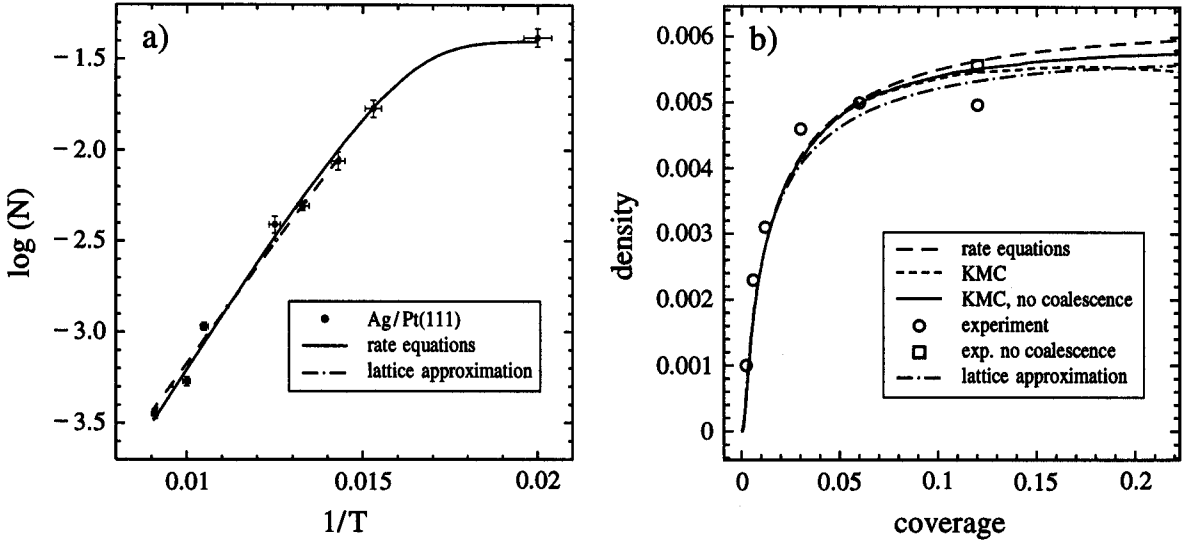 a)
−1.5
−2.0
−2.5
−3.0
−3.5
log (N)
0.01
0.015
0.02
1/T
Ag/Pt(111)
rate equations
lattice approximation
b)
0.006
0.005
0.004
0.003
0.002
0.001
0
density
0
0.05
0.1
0.15
0.2
coverage
rate equations
KMC
KMC, no coalescence
experiment
exp. no coalescence
lattice approximation